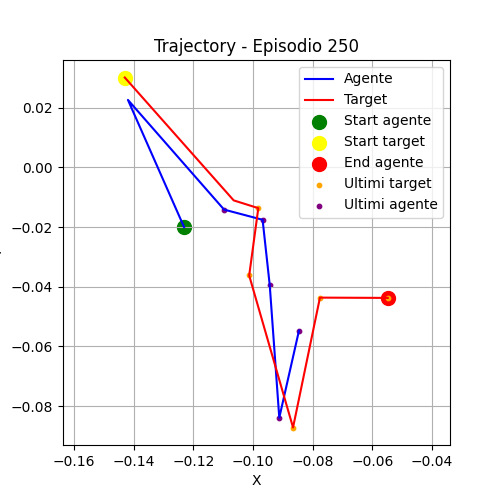 Trajectory - Episodio 250
Agente
Target
Start agente
Start target
End agente
Ultimi target
Ultimi agente
0.02
0.00
−0.02
−0.04
−0.06
−0.08
−0.16
−0.14
−0.12
−0.10
−0.08
−0.06
−0.04
X